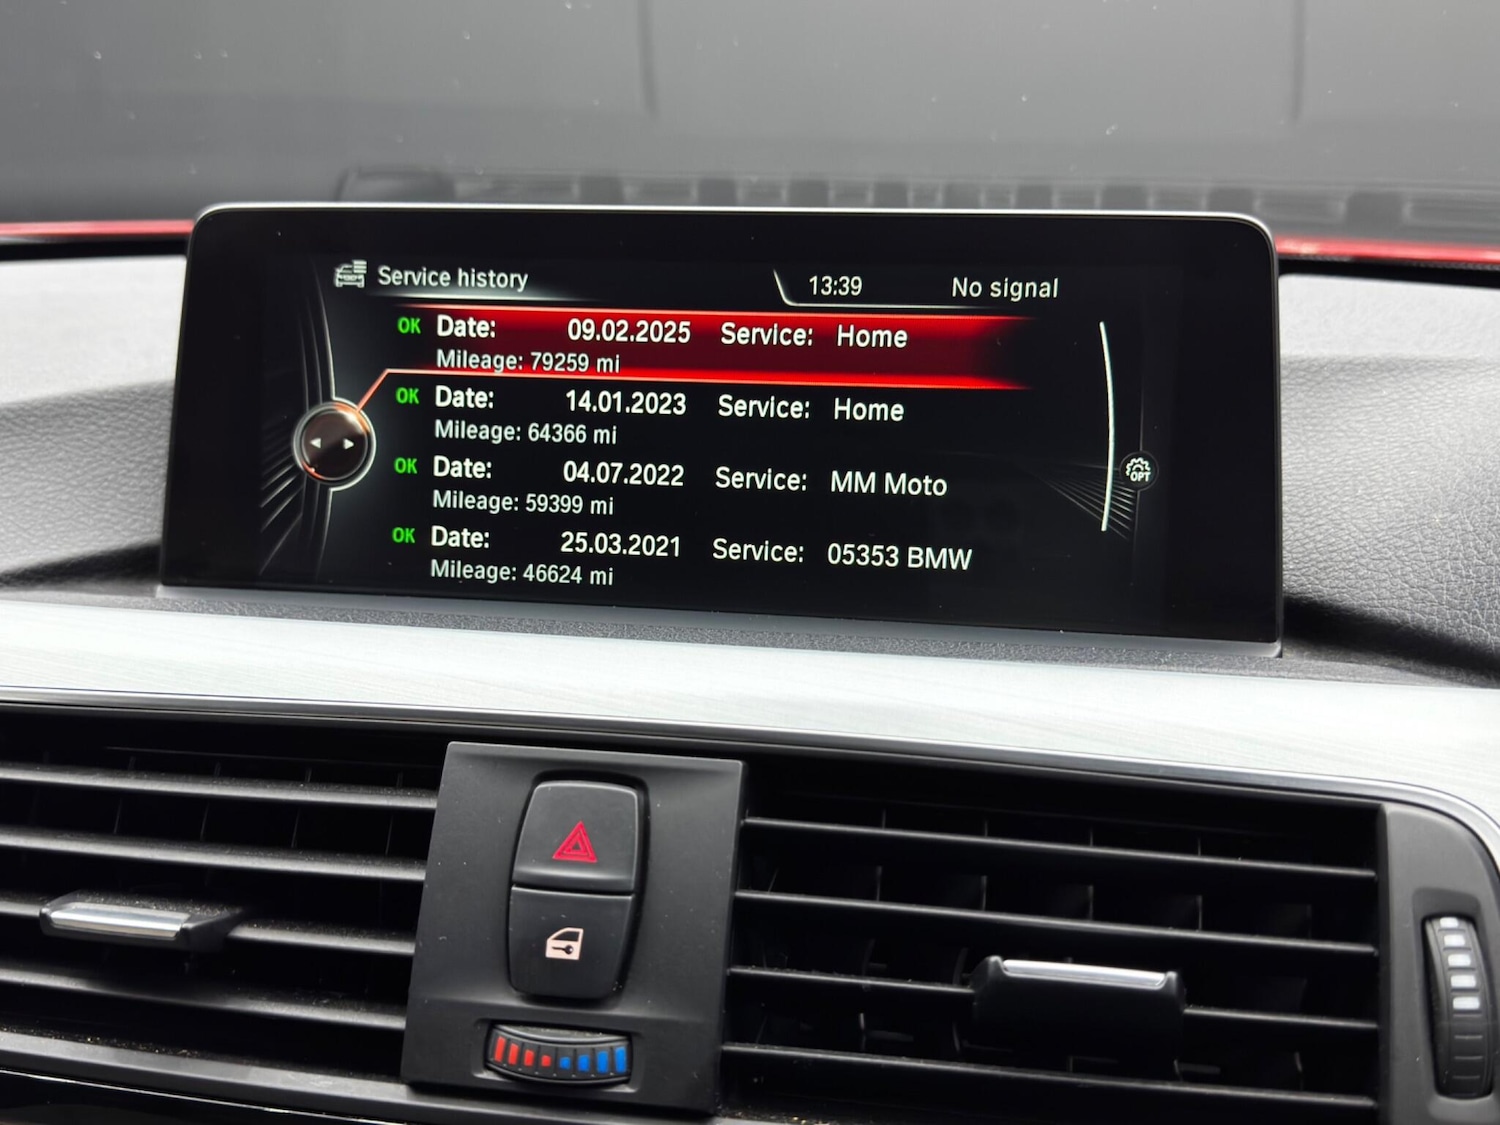 Service history 13:39 No signal
OK Date: 09.02.2025 Service: Home
Mileage: 79259 mi
OK Date: 14.01.2023 Service: Home
Mileage: 64366 mi
OK Date: 04.07.2022 Service: MM Moto
Mileage: 59399 mi
OPT
OK Date: 25.03.2021 Service: 05353 BMW
Mileage: 46624 mi